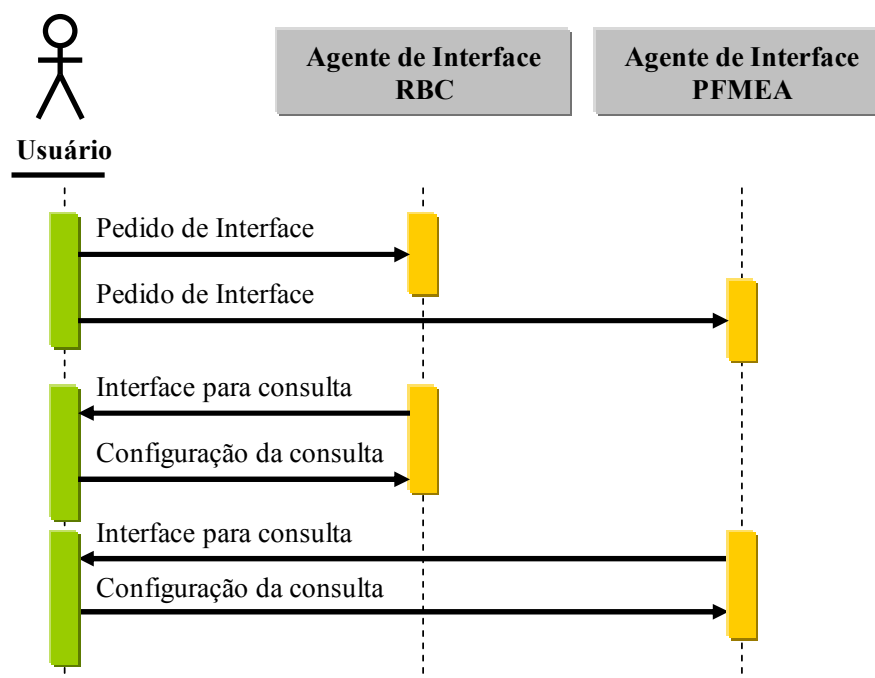 Agente de Interface
RBC
Agente de Interface
PFMEA
Usuário
Pedido de Interface
Pedido de Interface
Interface para consulta
Configuração da consulta
Interface para consulta
Configuração da consulta